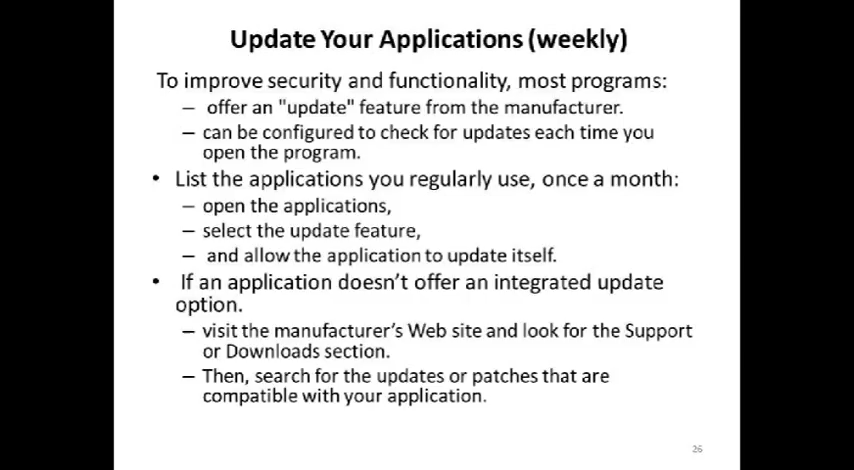 Update Your Applications (weekly)
To improve security and functionality, most programs:
– offer an "update" feature from the manufacturer.
– can be configured to check for updates each time you
open the program.
• List the applications you regularly use, once a month:
– open the applications,
– select the update feature,
– and allow the application to update itself.
• If an application doesn’t offer an integrated update
option.
– visit the manufacturer’s Web site and look for the Support
or Downloads section.
– Then, search for the updates or patches that are
compatible with your application.
26